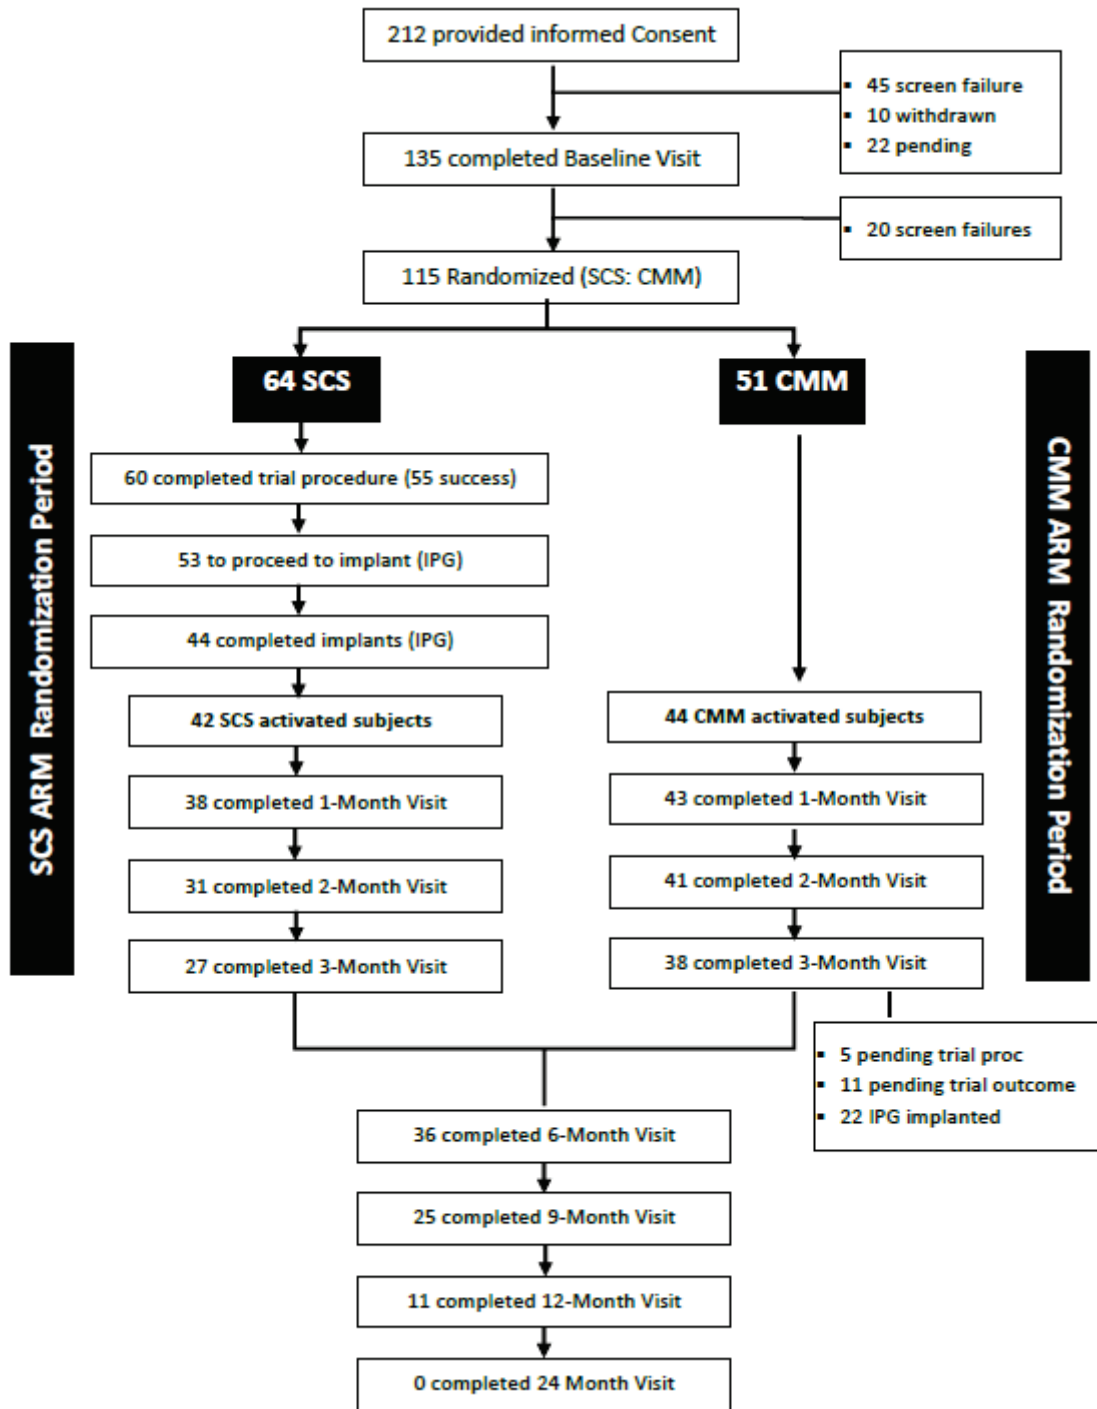 212 provided informed Consent
▪ 45 screen failure
▪ 10 withdrawn
▪ 22 pending
135 completed Baseline Visit
▪ 20 screen failures
115 Randomized (SCS: CMM)
SCS ARM Randomization Period
64 SCS
51 CMM
CMM ARM Randomization Period
60 completed trial procedure (55 success)
53 to proceed to implant (IPG)
44 completed implants (IPG)
42 SCS activated subjects
44 CMM activated subjects
38 completed 1-Month Visit
43 completed 1-Month Visit
31 completed 2-Month Visit
41 completed 2-Month Visit
27 completed 3-Month Visit
38 completed 3-Month Visit
▪ 5 pending trial proc
▪ 11 pending trial outcome
▪ 22 IPG implanted
36 completed 6-Month Visit
25 completed 9-Month Visit
11 completed 12-Month Visit
0 completed 24 Month Visit